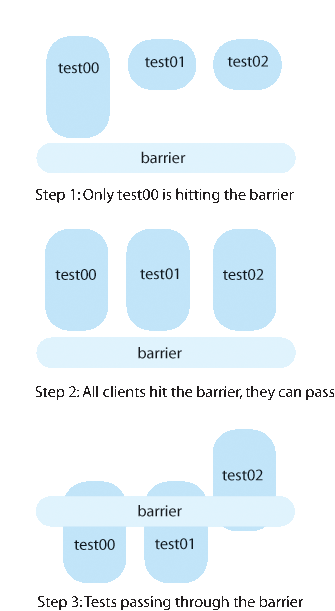 test00 test01 test02
barrier
Step 1: Only test00 is hitting the barrier
test00 test01 test02
barrier
Step 2: All clients hit the barrier, they can pass
test02
barrier
test00 test01
Step 3: Tests passing through the barrier